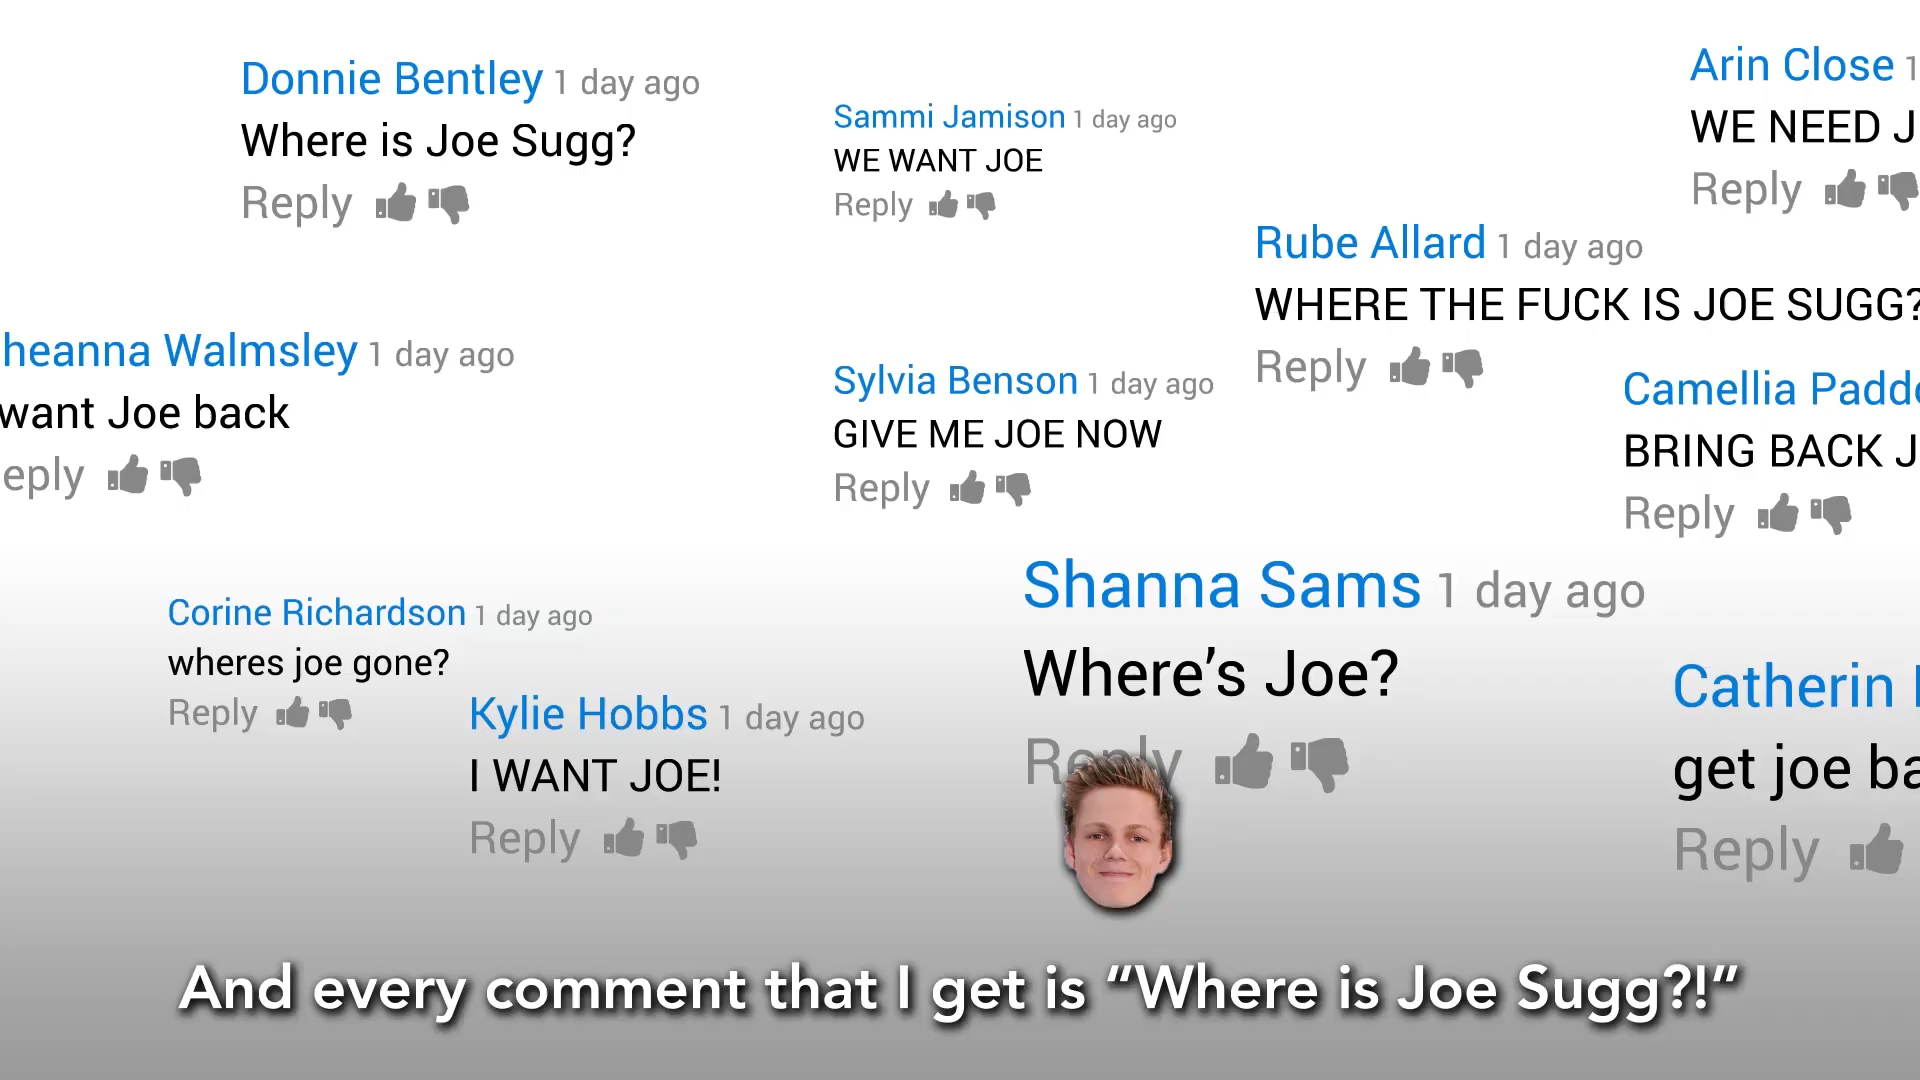 Donnie Bentley 1 day ago
Where is Joe Sugg?
Reply
Sammi Jamison 1 day ago
WE WANT JOE
Reply
Arin Close 1
WE NEED J
Reply
Rube Allard 1 day ago
WHERE THE FUCK IS JOE SUGG?
Reply
heanna Walmsley 1 day ago
want Joe back
eply
Sylvia Benson 1 day ago
GIVE ME JOE NOW
Reply
Camellia Padd
BRING BACK J
Reply
Corine Richardson 1 day ago
wheres joe gone?
Reply
Kylie Hobbs 1 day ago
I WANT JOE!
Reply
Shanna Sams 1 day ago
Where’s Joe?
Reply
Catherin
get joe ba
Reply
And every comment that I get is “Where is Joe Sugg?!”